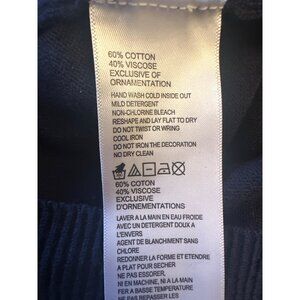 60% COTTON
40% VISCOSE
EXCLUSIVE OF
ORNAMENTATION
HAND WASH COLD INSIDE OUT
MILD DETERGENT
NON-CHLORINE BLEACH
RESHAPE AND LAY FLAT TO DRY
DO NOT TWIST OR WRING
COOL IRON
DO NOT IRON THE DECORATION
NO DRY CLEAN
60% COTTON
40% VISCOSE
EXCLUSIVE
D'ORNEMENTATIONS
LAVER A LA MAIN EN EAU FROIDE
AVEC UN DETERGENT DOUX A
L'ENVERS
AGENT DE BLANCHIMENT SANS
CHLORE
REDONNER LA FORME ET ETENDRE
A PLAT POUR SECHER
NE PAS ESSORER,
NI EN MACHINE, NI A LA MAIN
FER A BASSE TEMPERATURE
NE PAS REPASSER LES